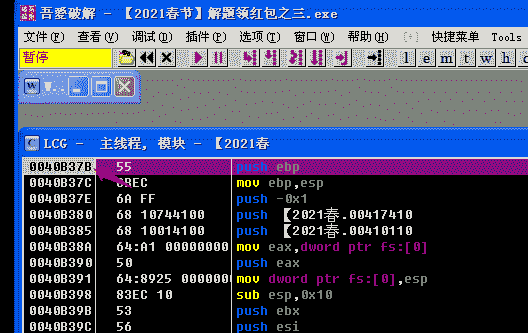 吾愛破解 - 【2021春节】解题领红包之三.exe
文件(F) 查看(V) 调试(D) 插件(P) 选项(T) 窗口(W) 帮助(H) [+] 快捷菜单 Tools
暂停 l e m t w h
LCG - 主线程, 模块 - 【2021春
0040B37B 55 push ebp
0040B37C 8BEC mov ebp,esp
0040B37E 6A FF push -0x1
0040B380 68 10744100 push 【2021春.00417410
0040B385 68 10014100 push 【2021春.00410110
0040B38A 64:A1 00000000 mov eax,dword ptr fs:[0]
0040B390 50 push eax
0040B391 64:8925 0000000 mov dword ptr fs:[0],esp
0040B398 83EC 10 sub esp,0x10
0040B39B 53 push ebx
0040B39C 56 push esi